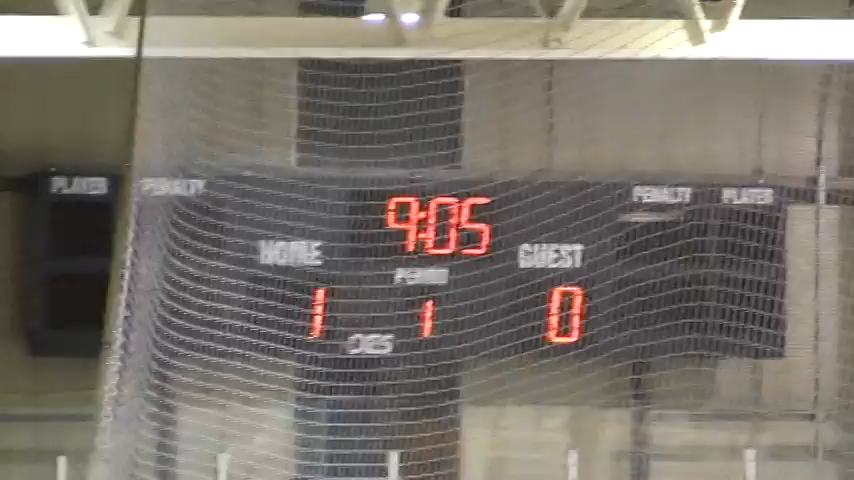 PLAYER PENALTY 9:05 PENALTY PLAYER
HOME GUEST
PERIOD
1 1 0